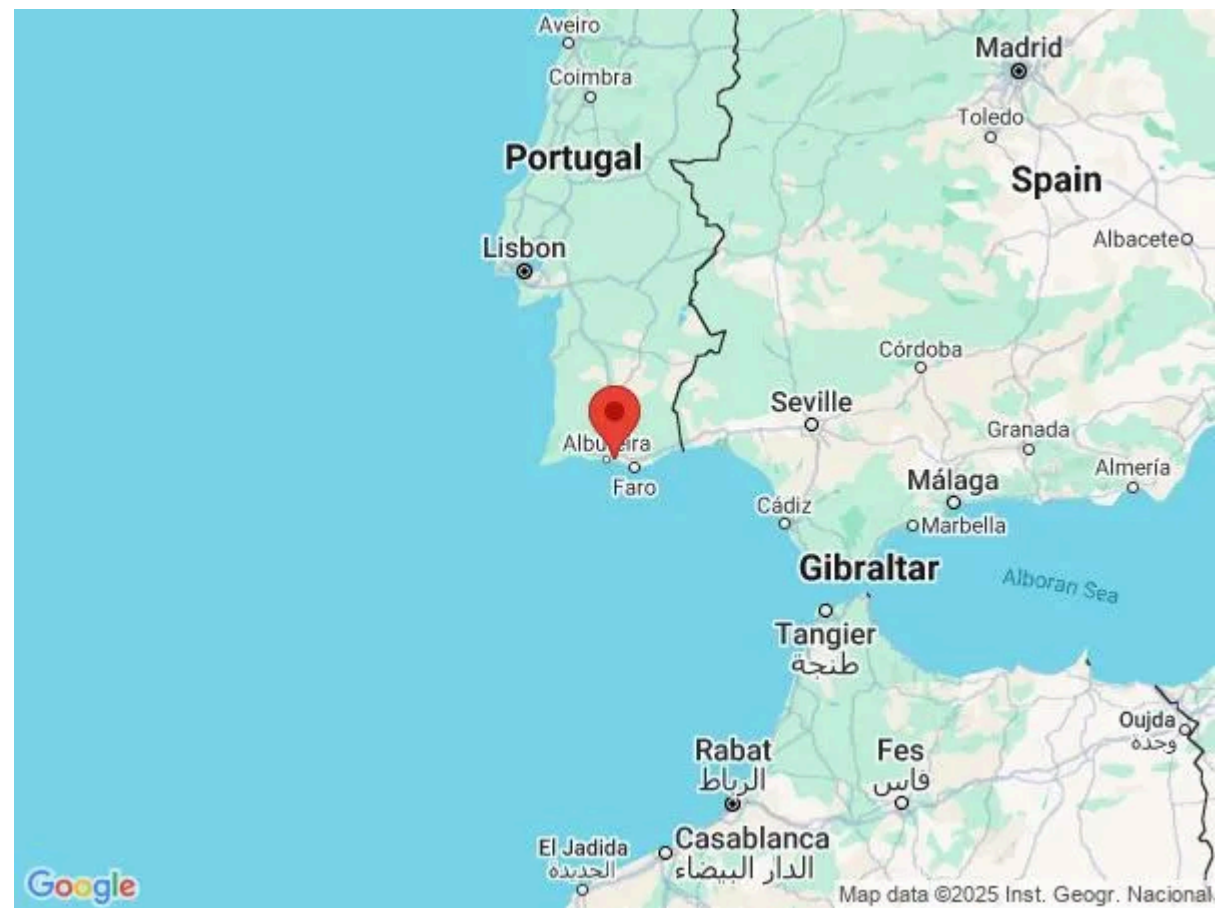 Aveiro
Coimbra
Madrid
Toledo
Portugal
Spain
Albacete
Lisbon
Córdoba
Seville
Albufeira
Granada
Faro
Málaga
Almería
Cádiz
Marbella
Gibraltar
Alboran Sea
Tangier
طنجة
Oujda
وجدة
Rabat
الرباط
Fes
فاس
Casablanca
الدار البيضاء
El Jadida
الجديدة
Google
Map data ©2025 Inst. Geogr. Nacional